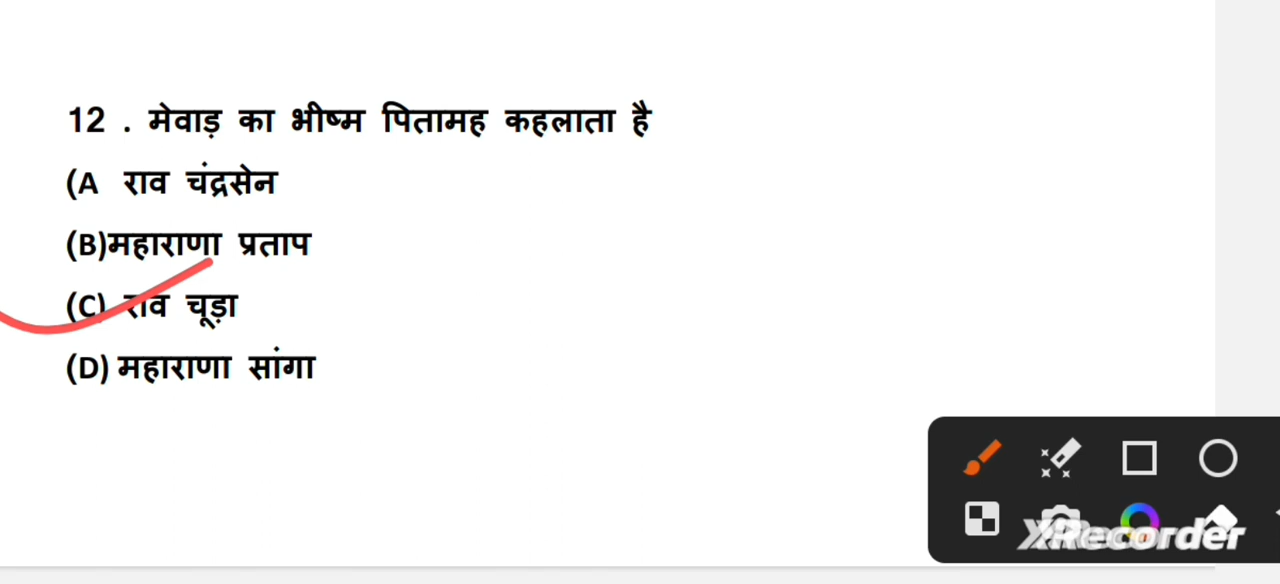 12 . मेवाड़ का भीष्म पितामह कहलाता है
(A राव चंद्रसेन
(B)महाराणा प्रताप
(C) राव चूड़ा
(D) महाराणा सांगा
XRecorder